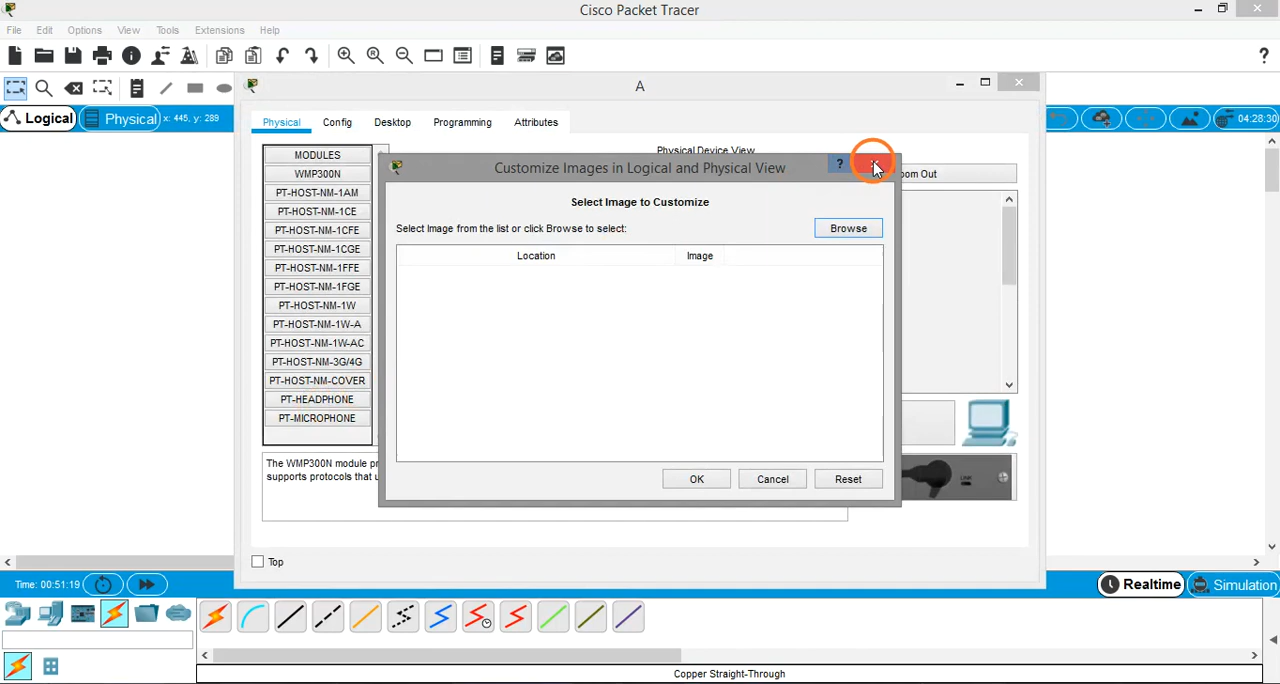 Cisco Packet Tracer
File Edit Options View Tools Extensions Help
?
A
Logical Physical x: 445, y: 289 04:28:30
Physical Config Desktop Programming Attributes
MODULES
WMP300N
PT-HOST-NM-1AM
PT-HOST-NM-1CE
PT-HOST-NM-1CFE
PT-HOST-NM-1CGE
PT-HOST-NM-1FFE
PT-HOST-NM-1FGE
PT-HOST-NM-1W
PT-HOST-NM-1W-A
PT-HOST-NM-1W-AC
PT-HOST-NM-3G/4G
PT-HOST-NM-COVER
PT-HEADPHONE
PT-MICROPHONE
Physical Device View
oom Out
Customize Images in Logical and Physical View ?
Select Image to Customize
Select Image from the list or click Browse to select: Browse
Location Image
OK Cancel Reset
The WMP300N module pr
supports protocols that u
LINK
Top
Time: 00:51:19 Realtime Simulation
Copper Straight-Through